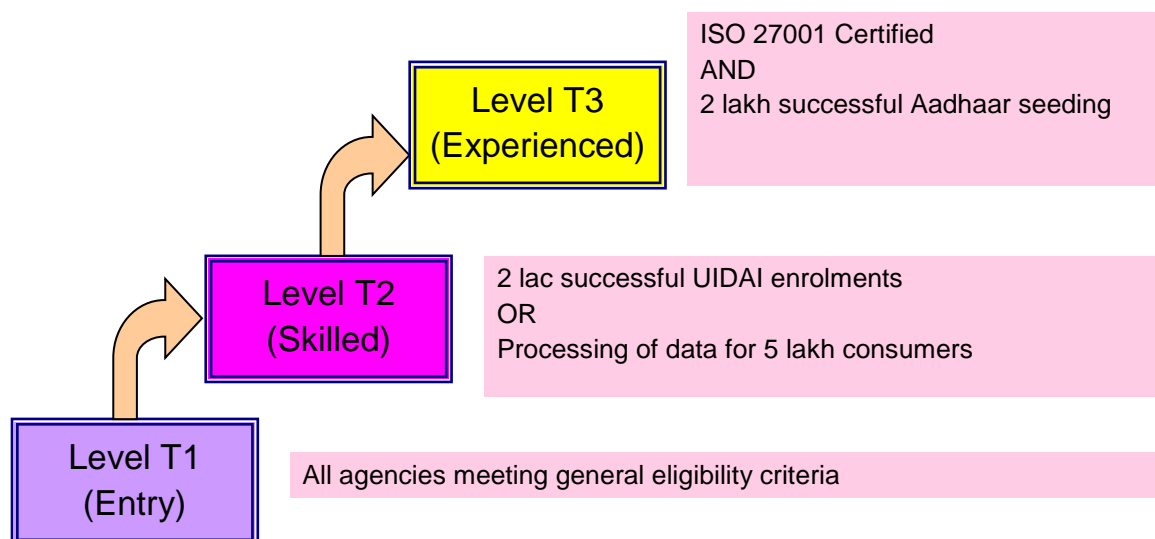 ISO 27001 Certified
AND
2 lakh successful Aadhaar seeding
Level T3
(Experienced)
2 lac successful UIDAI enrolments
OR
Processing of data for 5 lakh consumers
Level T2
(Skilled)
Level T1
(Entry)
All agencies meeting general eligibility criteria